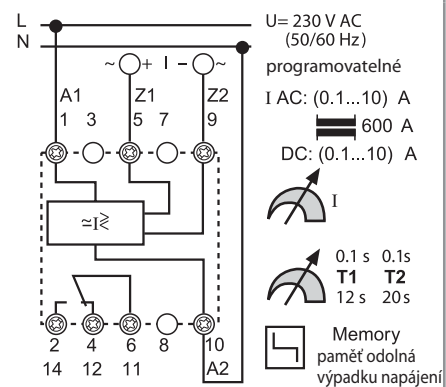 L
N
U= 230 V AC
(50/60 Hz)
~ + I - ~
programovatelné
A1 Z1 Z2
1 3 5 7 9
I AC: (0.1...10) A
600 A
DC: (0.1...10) A
≃I≷
I
0.1 s 0.1s
T1 T2
12 s 20s
2 4 6 8 10
14 12 11 A2
Memory
paměť odolná
výpadku napájení